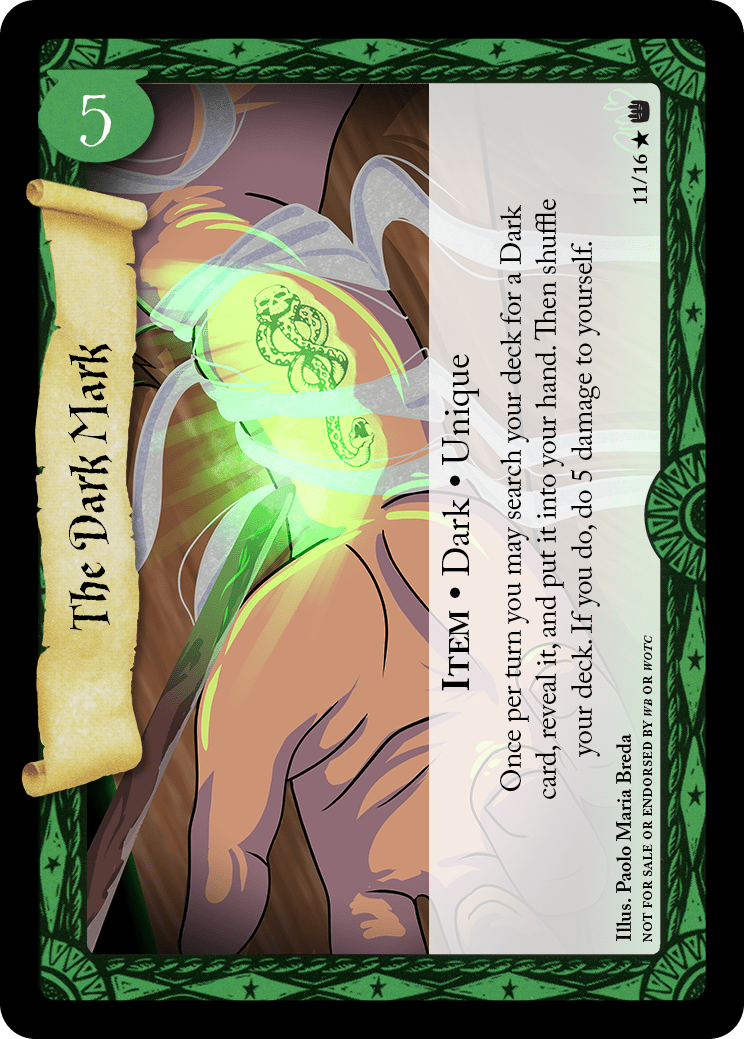 5
The Dark Mark
ITEM • Dark • Unique
Once per turn you may search your deck for a Dark
card, reveal it, and put it into your hand. Then shuffle
your deck. If you do, do 5 damage to yourself.
Illus. Paolo Maria Breda
NOT FOR SALE OR ENDORSED BY WB OR WOTC
11/16 ★